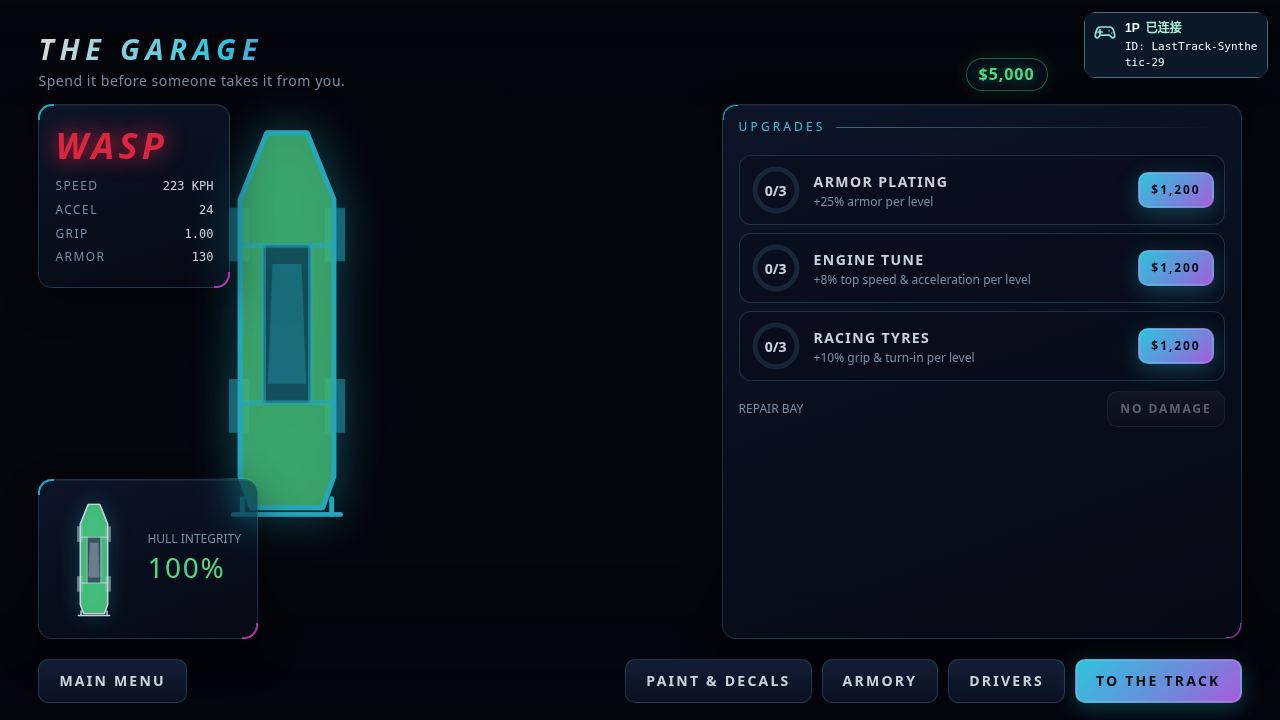 THE GARAGE
Spend it before someone takes it from you.
$5,000
1P 已连接
ID: LastTrack-Synthe
tic-29
WASP
SPEED 223 KPH
ACCEL 24
GRIP 1.00
ARMOR 130
HULL INTEGRITY
100%
UPGRADES
0/3 ARMOR PLATING $1,200
+25% armor per level
0/3 ENGINE TUNE $1,200
+8% top speed & acceleration per level
0/3 RACING TYRES $1,200
+10% grip & turn-in per level
REPAIR BAY NO DAMAGE
MAIN MENU PAINT & DECALS ARMORY DRIVERS TO THE TRACK